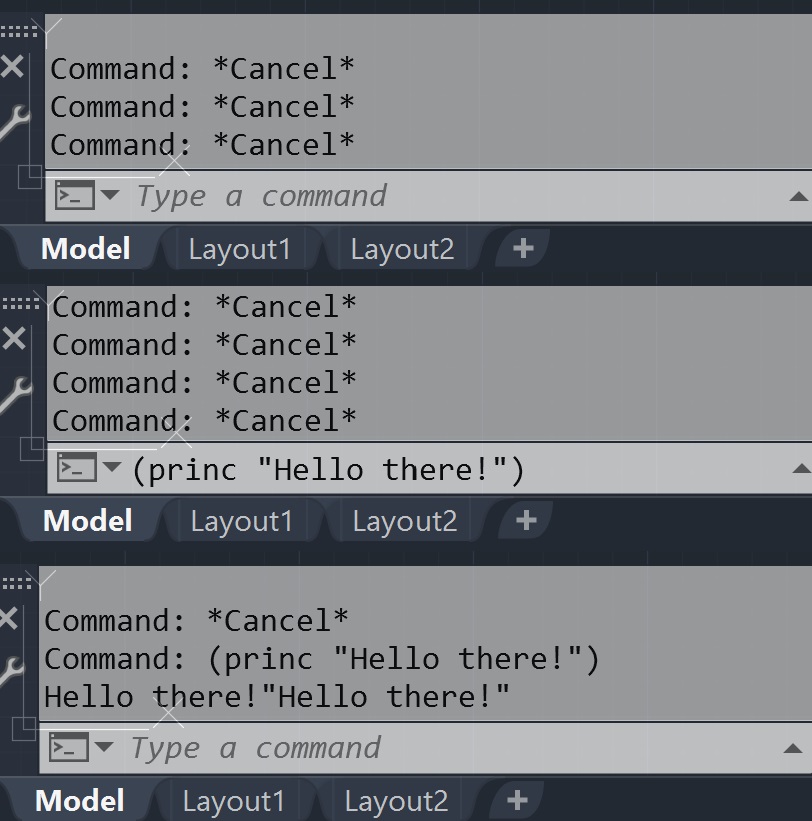 Command: *Cancel*
Command: *Cancel*
Command: *Cancel*
Type a command
Model Layout1 Layout2 +
Command: *Cancel*
Command: *Cancel*
Command: *Cancel*
Command: *Cancel*
(princ "Hello there!")
Model Layout1 Layout2 +
Command: *Cancel*
Command: (princ "Hello there!")
Hello there!"Hello there!"
Type a command
Model Layout1 Layout2 +